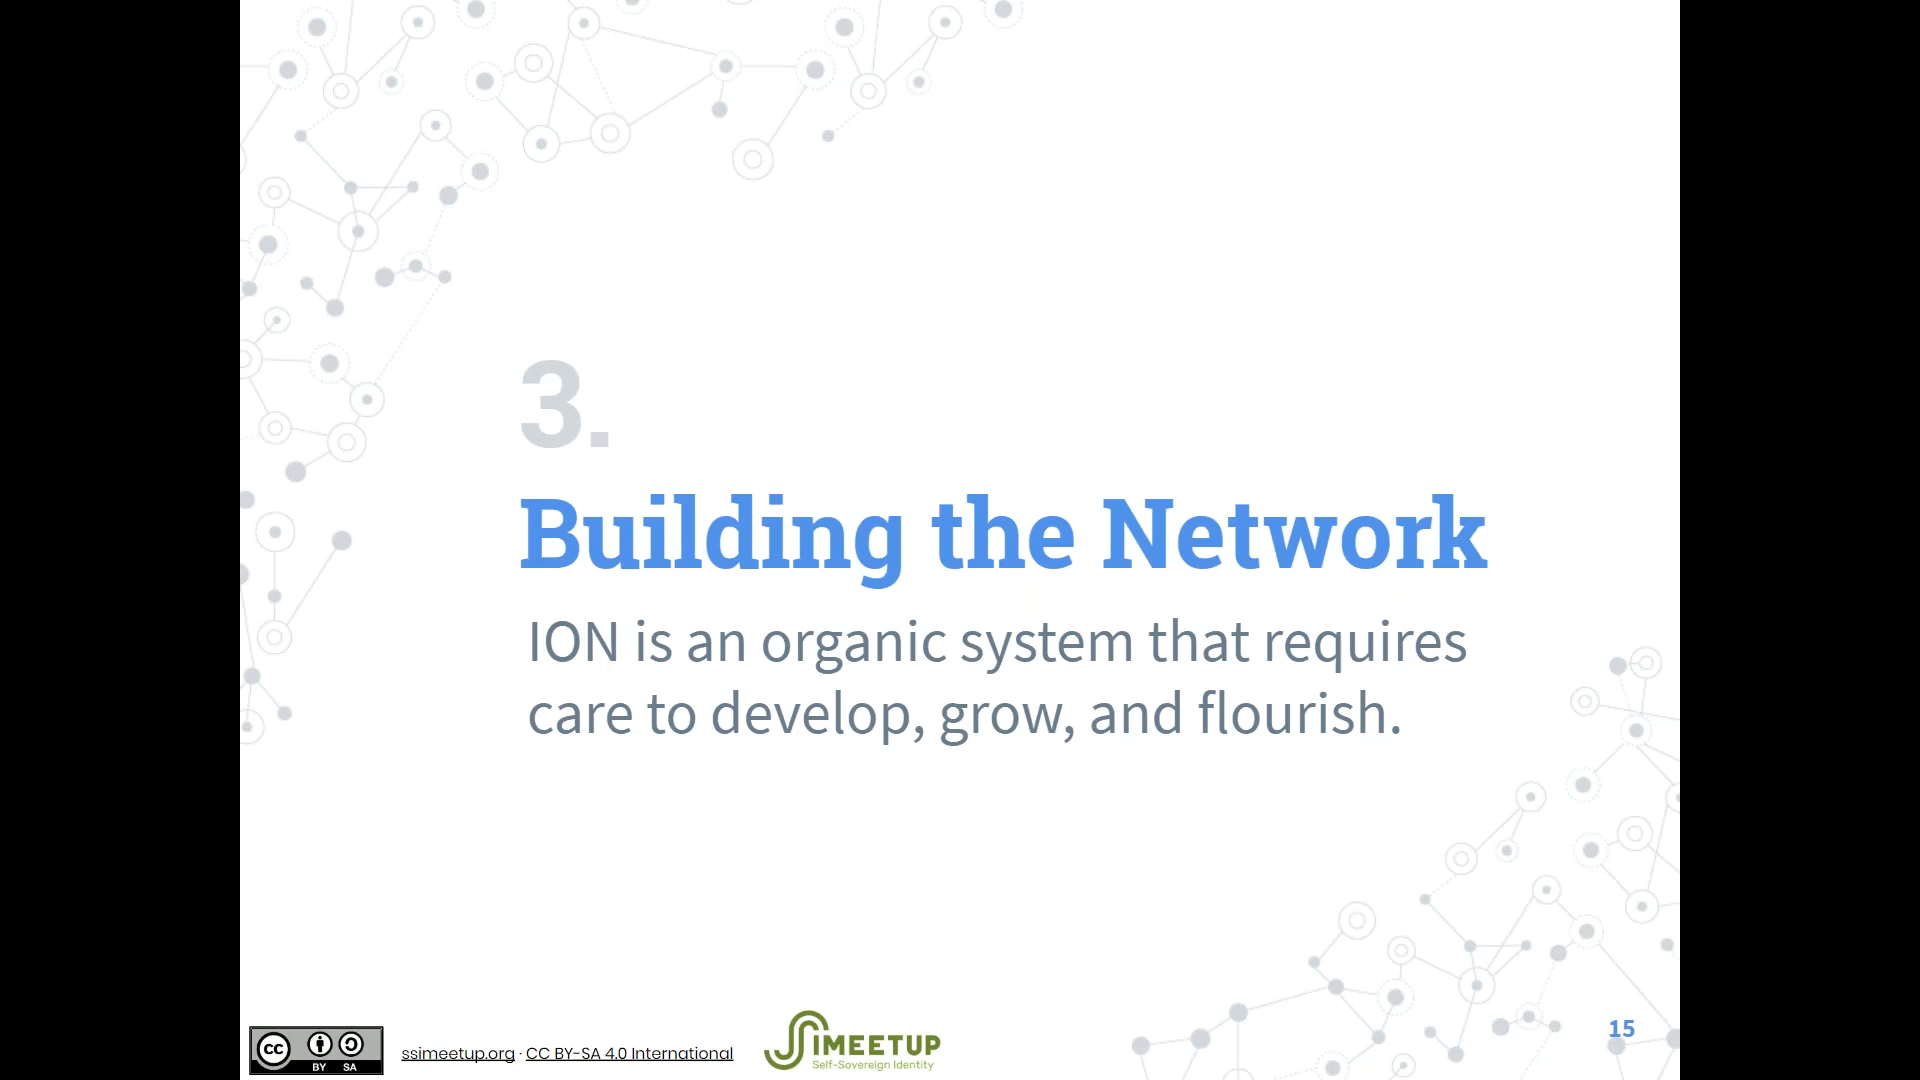 3.
Building the Network
ION is an organic system that requires
care to develop, grow, and flourish.
15
cc
BY SA
ssimeetup.org · CC BY-SA 4.0 International
SSIMEETUP
Self-Sovereign Identity